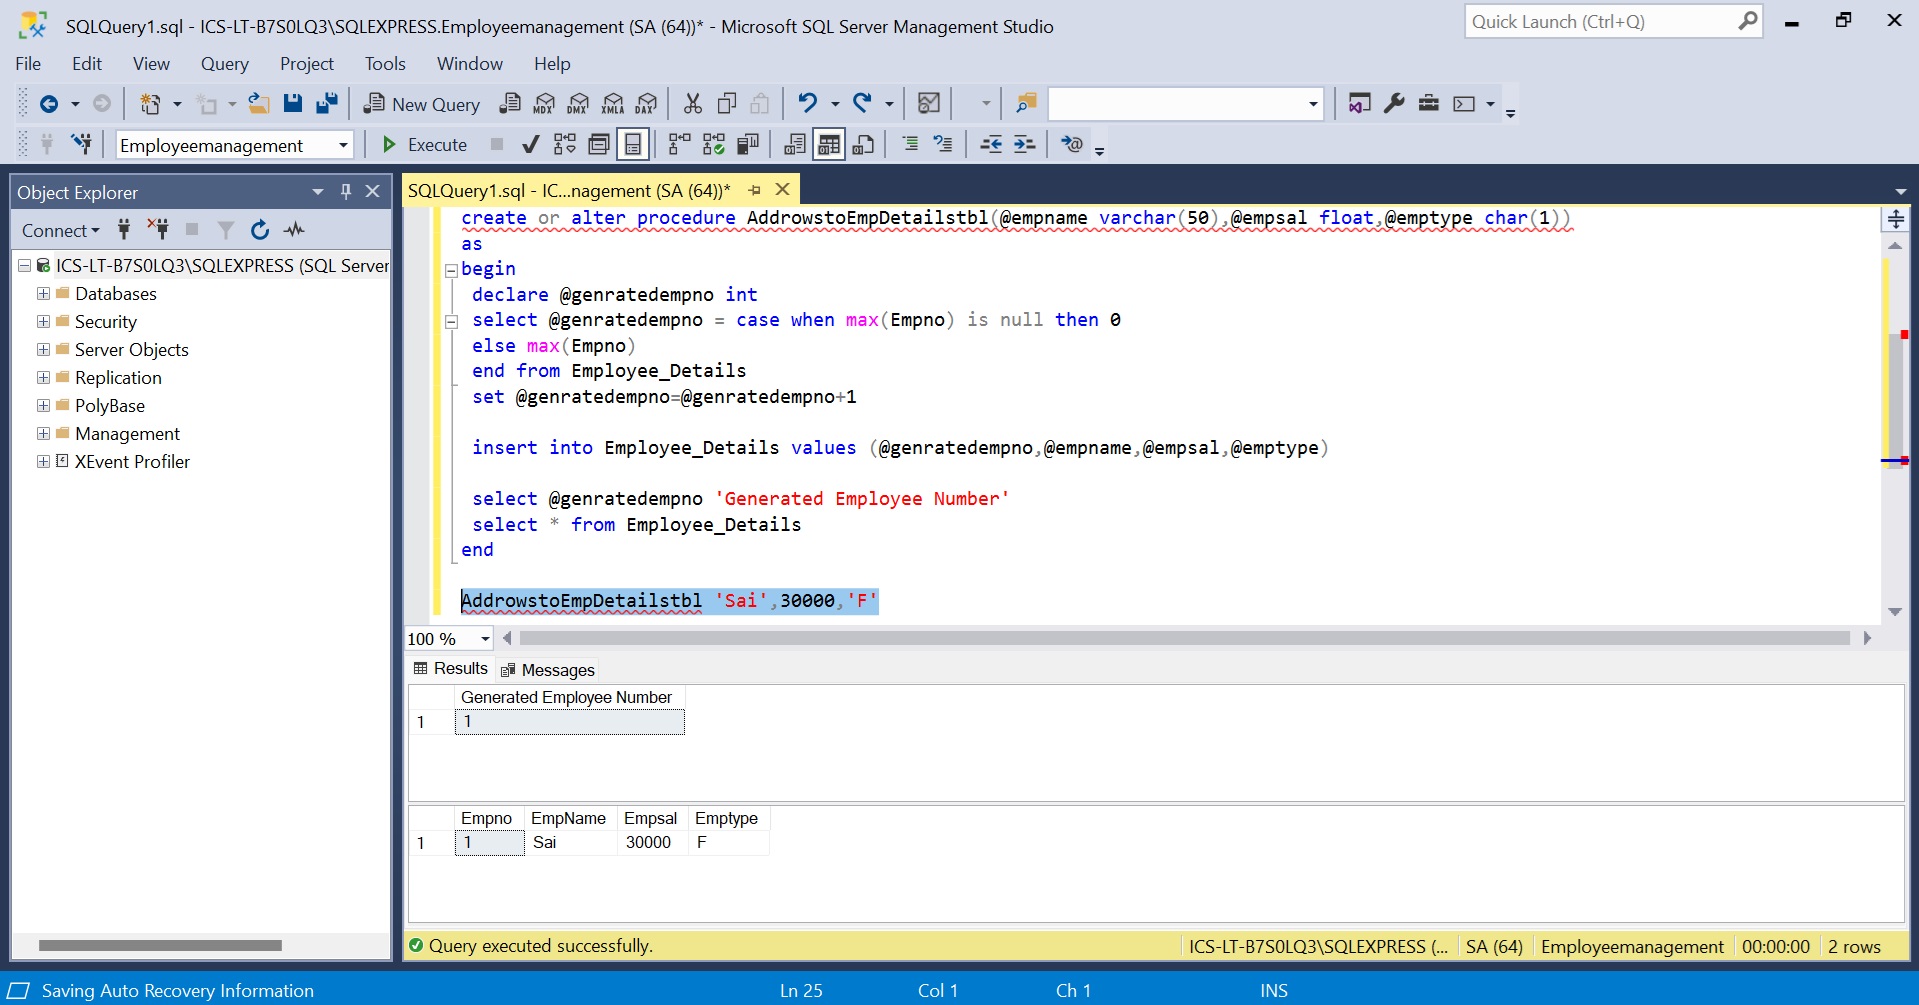 SQLQuery1.sql - ICS-LT-B7S0LQ3\SQLEXPRESS.Employeemanagement (SA (64))* - Microsoft SQL Server Management Studio
Quick Launch (Ctrl+Q)
File Edit View Query Project Tools Window Help
New Query MDX DMX XMLA DAX
Employeemanagement Execute
Object Explorer
Connect
ICS-LT-B7S0LQ3\SQLEXPRESS (SQL Server
Databases
Security
Server Objects
Replication
PolyBase
Management
XEvent Profiler
SQLQuery1.sql - IC...nagement (SA (64))*
create or alter procedure AddrowstoEmpDetailstbl(@empname varchar(50),@empsal float,@emptype char(1))
as
begin
declare @genratedempno int
select @genratedempno = case when max(Empno) is null then 0
else max(Empno)
end from Employee_Details
set @genratedempno=@genratedempno+1
insert into Employee_Details values (@genratedempno,@empname,@empsal,@emptype)
select @genratedempno 'Generated Employee Number'
select * from Employee_Details
end
AddrowstoEmpDetailstbl 'Sai',30000,'F'
100 %
Results Messages
Generated Employee Number
1 1
Empno EmpName Empsal Emptype
1 1 Sai 30000 F
Query executed successfully. ICS-LT-B7S0LQ3\SQLEXPRESS (... SA (64) Employeemanagement 00:00:00 2 rows
Saving Auto Recovery Information Ln 25 Col 1 Ch 1 INS